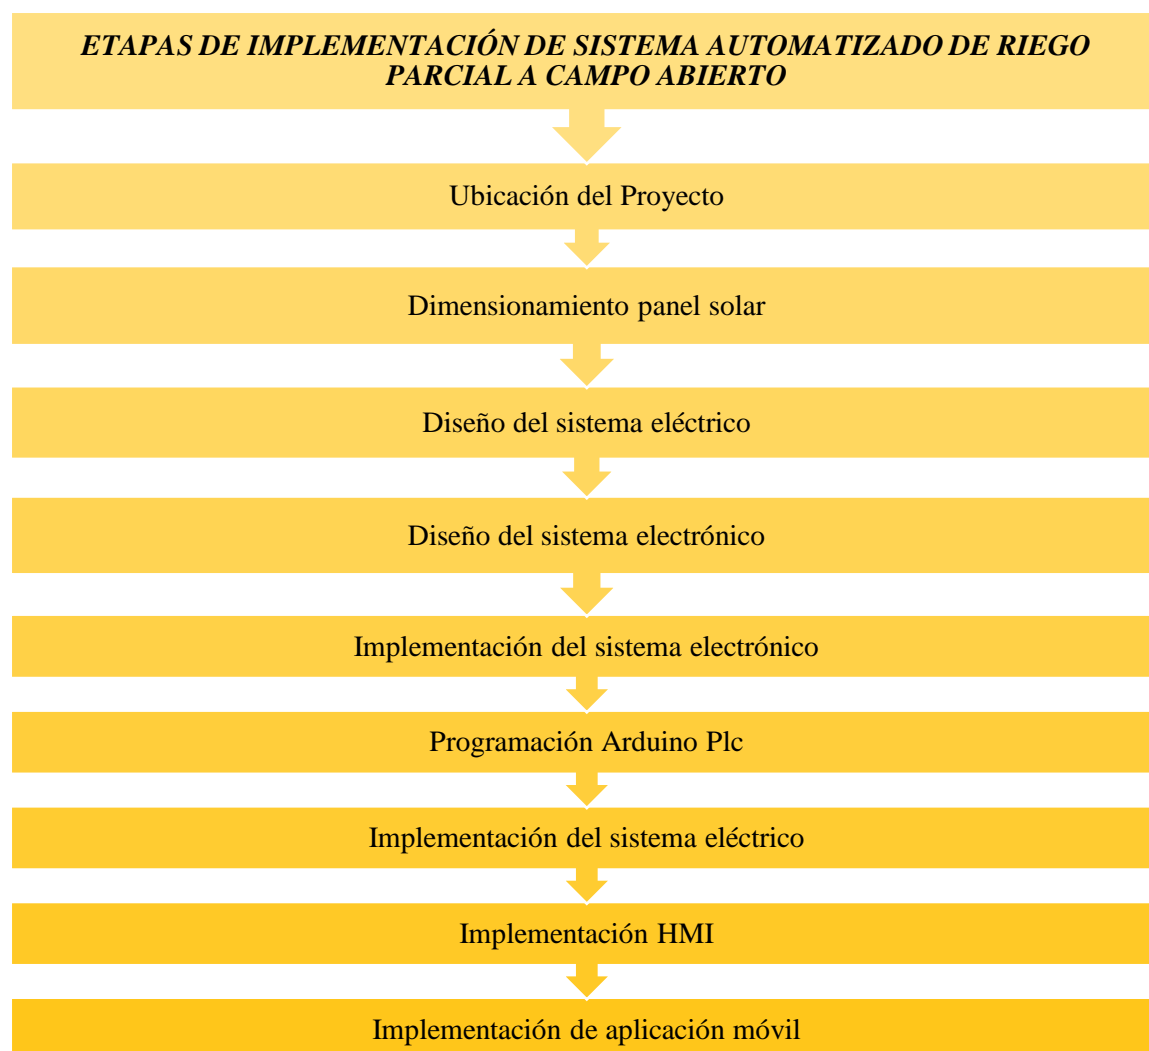 ETAPAS DE IMPLEMENTACIÓN DE SISTEMA AUTOMATIZADO DE RIEGO
PARCIAL A CAMPO ABIERTO
Ubicación del Proyecto
Dimensionamiento panel solar
Diseño del sistema eléctrico
Diseño del sistema electrónico
Implementación del sistema electrónico
Programación Arduino Plc
Implementación del sistema eléctrico
Implementación HMI
Implementación de aplicación móvil